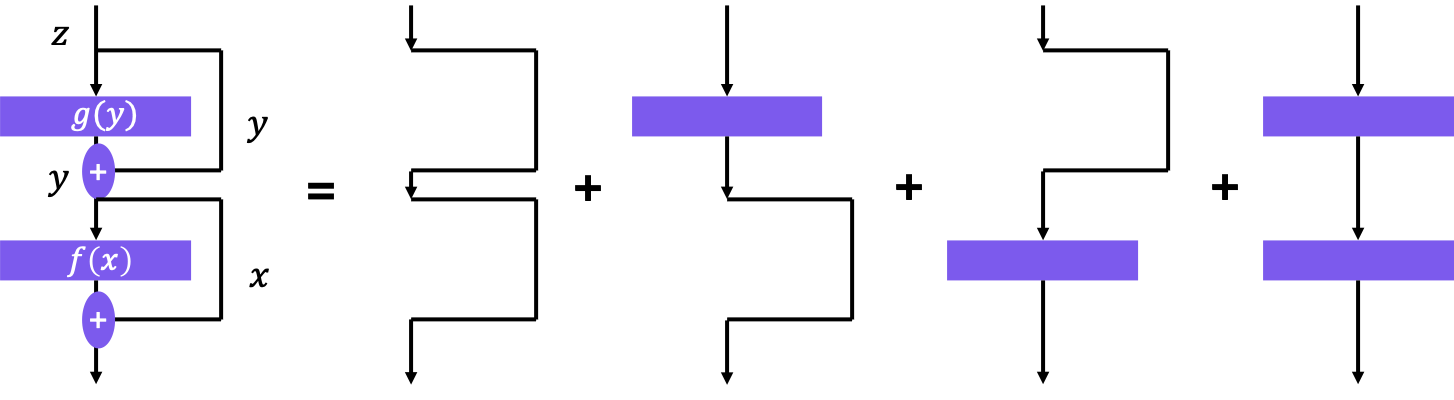 z
g(y)
y
y
+
= + + +
f(x)
x
+